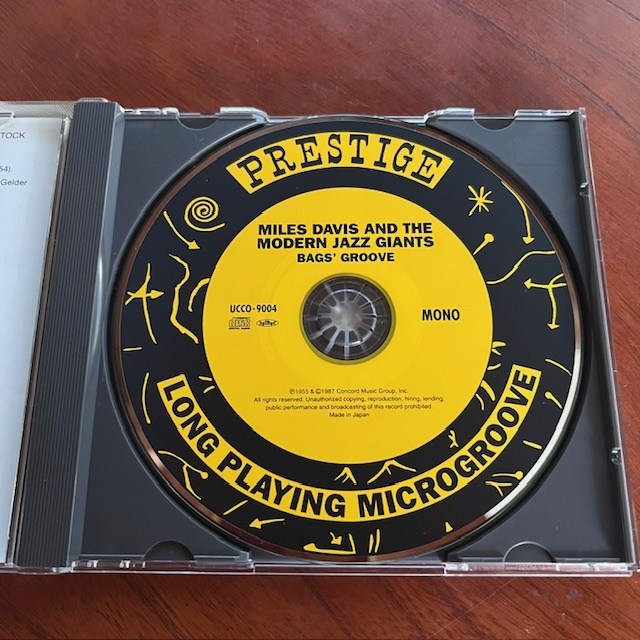 TOCK
54).
Gelder
PRESTIGE
MILES DAVIS AND THE
MODERN JAZZ GIANTS
BAGS' GROOVE
UCCO-9004
MONO
℗1955 & ©1987 Concord Music Group, Inc.
All rights reserved. Unauthorized copying, reproduction, hiring, lending,
public performance and broadcasting of this record prohibited.
Made in Japan
LONG PLAYING MICROGROOVE